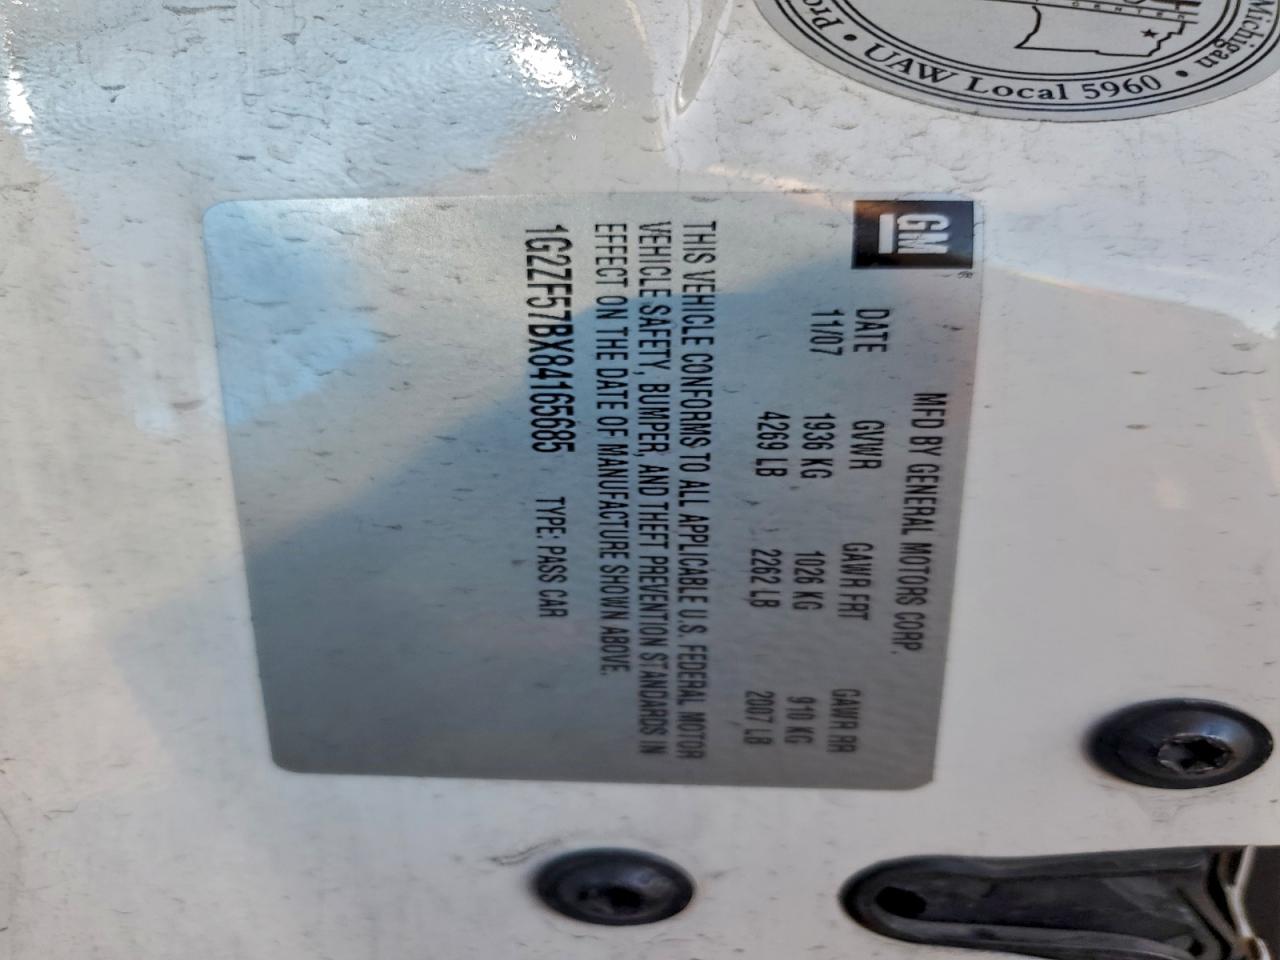 Michigan
Pro • UAW Local 5960 •
GM®
MFD BY GENERAL MOTORS CORP.
DATE GVWR GAWR FRT GAWR RR
11/07 1936 KG 1026 KG 910 KG
4269 LB 2262 LB 2007 LB
THIS VEHICLE CONFORMS TO ALL APPLICABLE U.S. FEDERAL MOTOR
VEHICLE SAFETY, BUMPER, AND THEFT PREVENTION STANDARDS IN
EFFECT ON THE DATE OF MANUFACTURE SHOWN ABOVE.
1G2ZF57BX84165685 TYPE: PASS CAR